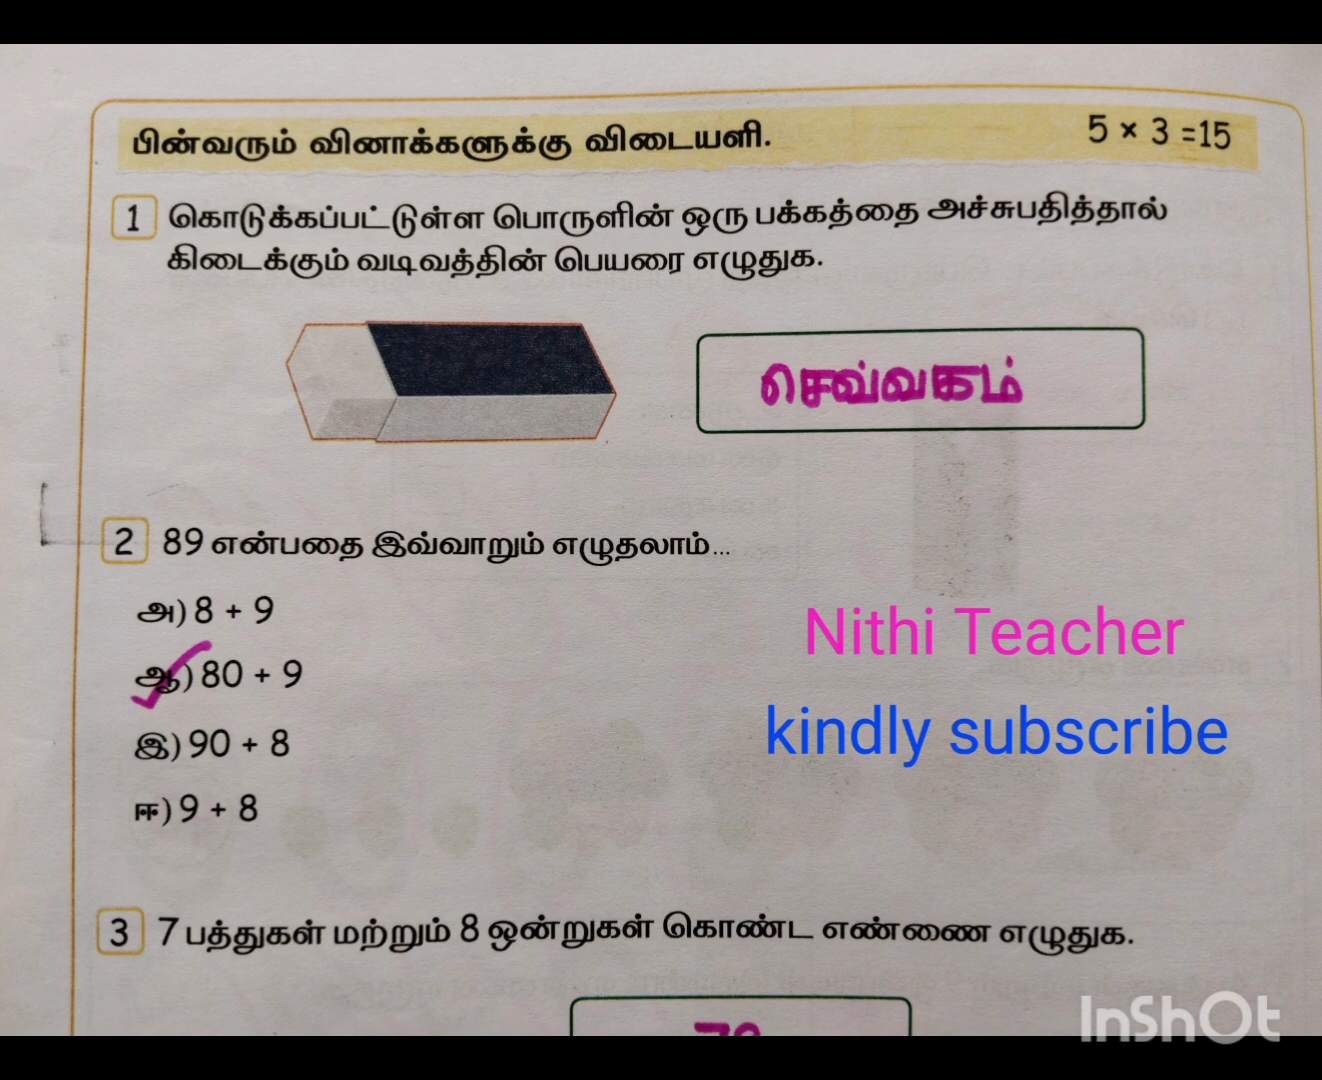 பின்வரும் வினாக்களுக்கு விடையளி. 5 × 3 =15
1 கொடுக்கப்பட்டுள்ள பொருளின் ஒரு பக்கத்தை அச்சுபதித்தால்
கிடைக்கும் வடிவத்தின் பெயரை எழுதுக.
செவ்வகம்
2 89 என்பதை இவ்வாறும் எழுதலாம்...
அ) 8 + 9
ஆ) 80 + 9
Nithi Teacher
இ) 90 + 8
kindly subscribe
ஈ) 9 + 8
3 7 பத்துகள் மற்றும் 8 ஒன்றுகள் கொண்ட எண்ணை எழுதுக.
InShOt